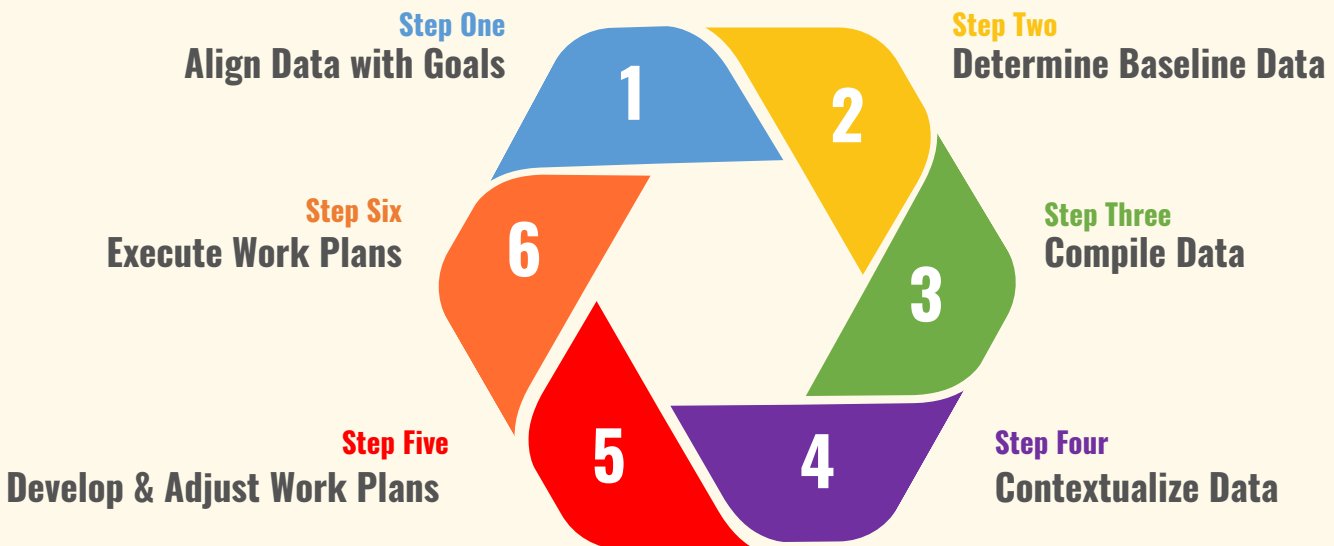 Step One
Align Data with Goals
1
Step Two
Determine Baseline Data
2
Step Three
Compile Data
3
Step Four
Contextualize Data
4
Step Five
Develop & Adjust Work Plans
5
Step Six
Execute Work Plans
6